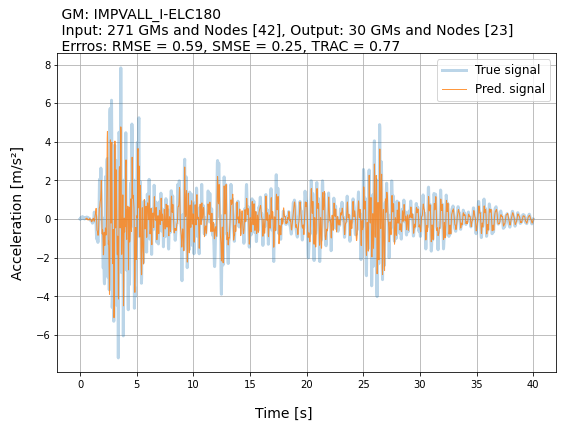 GM: IMPVALL_I-ELC180
Input: 271 GMs and Nodes [42], Output: 30 GMs and Nodes [23]
Erros: RMSE = 0.59, SMSE = 0.25, TRAC = 0.77
True signal
Pred. signal
Acceleration [m/s²]
8
6
4
2
0
−2
−4
−6
0
5
10
15
20
25
30
35
40
Time [s]